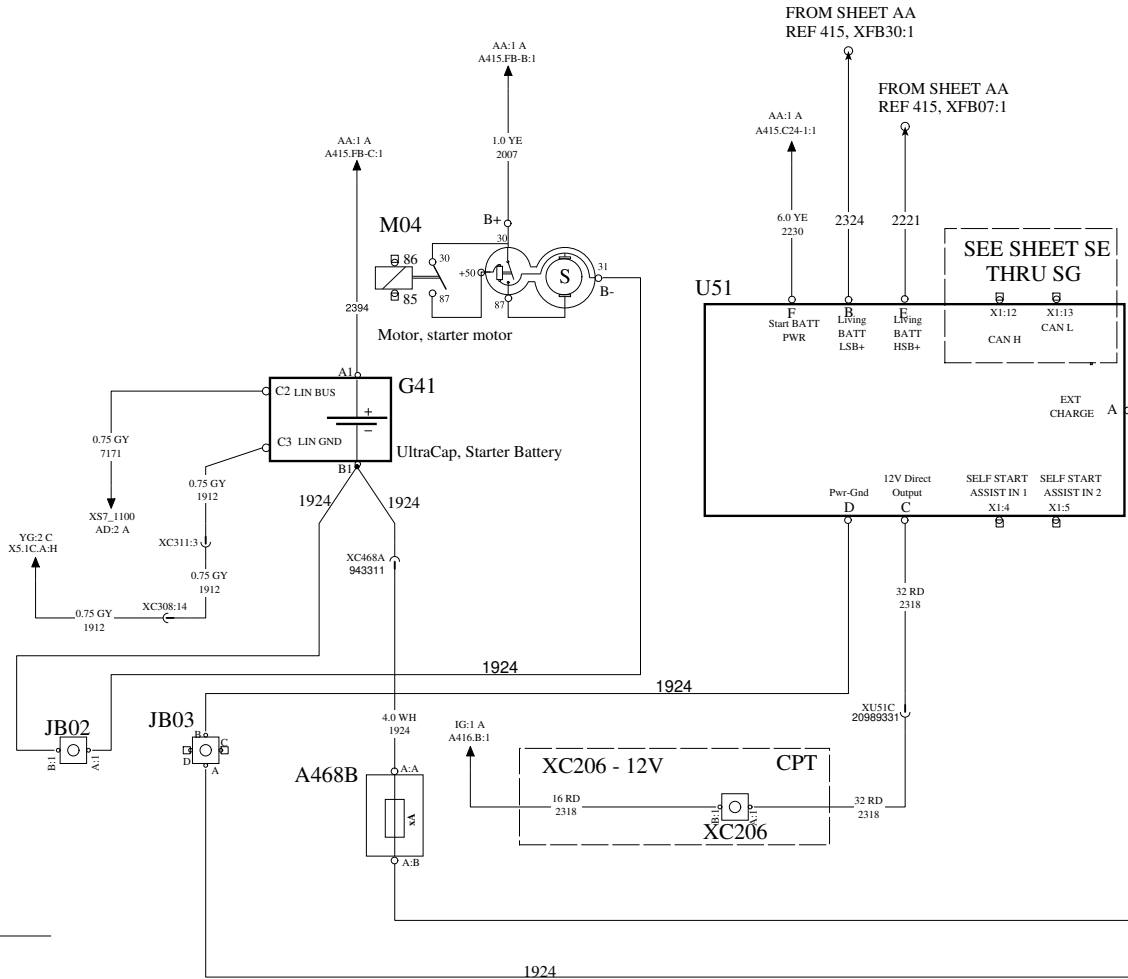 FROM SHEET AA
REF 415, XFB30:1
AA:1 A
A415.FB-B:1
FROM SHEET AA
REF 415, XFB07:1
AA:1 A
A415.C24-1:1
AA:1 A
A415.FB-C:1
1.0 YE
2007
6.0 YE
2230
2324
2221
M04
B+
30
86
30
+50
S
31
B-
85
87
87
Motor, starter motor
2394
SEE SHEET SE
THRU SG
U51
F
Start BATT
PWR
B
Living
BATT
LSB+
E
Living
BATT
HSB+
X1:12
CAN H
X1:13
CAN L
EXT
CHARGE
A
A1
G41
C2 LIN BUS
+
−
C3 LIN GND
UltraCap, Starter Battery
B1
0.75 GY
7171
0.75 GY
1912
1924
1924
Pwr-Gnd
D
12V Direct
Output
C
SELF START
ASSIST IN 1
X1:4
SELF START
ASSIST IN 2
X1:5
XS7_1100
AD:2 A
YG:2 C
X5.1C.A:H
XC311:3
XC468A
943311
0.75 GY
1912
XC308:14
0.75 GY
1912
32 RD
2318
1924
1924
XU51C
20989331
JB02
B:1
A:1
JB03
B
C
D
A
4.0 WH
1924
IG:1 A
A416.B:1
XC206 - 12V
CPT
A468B
A:A
xA
A:B
16 RD
2318
B:1
A:1
XC206
32 RD
2318
1924